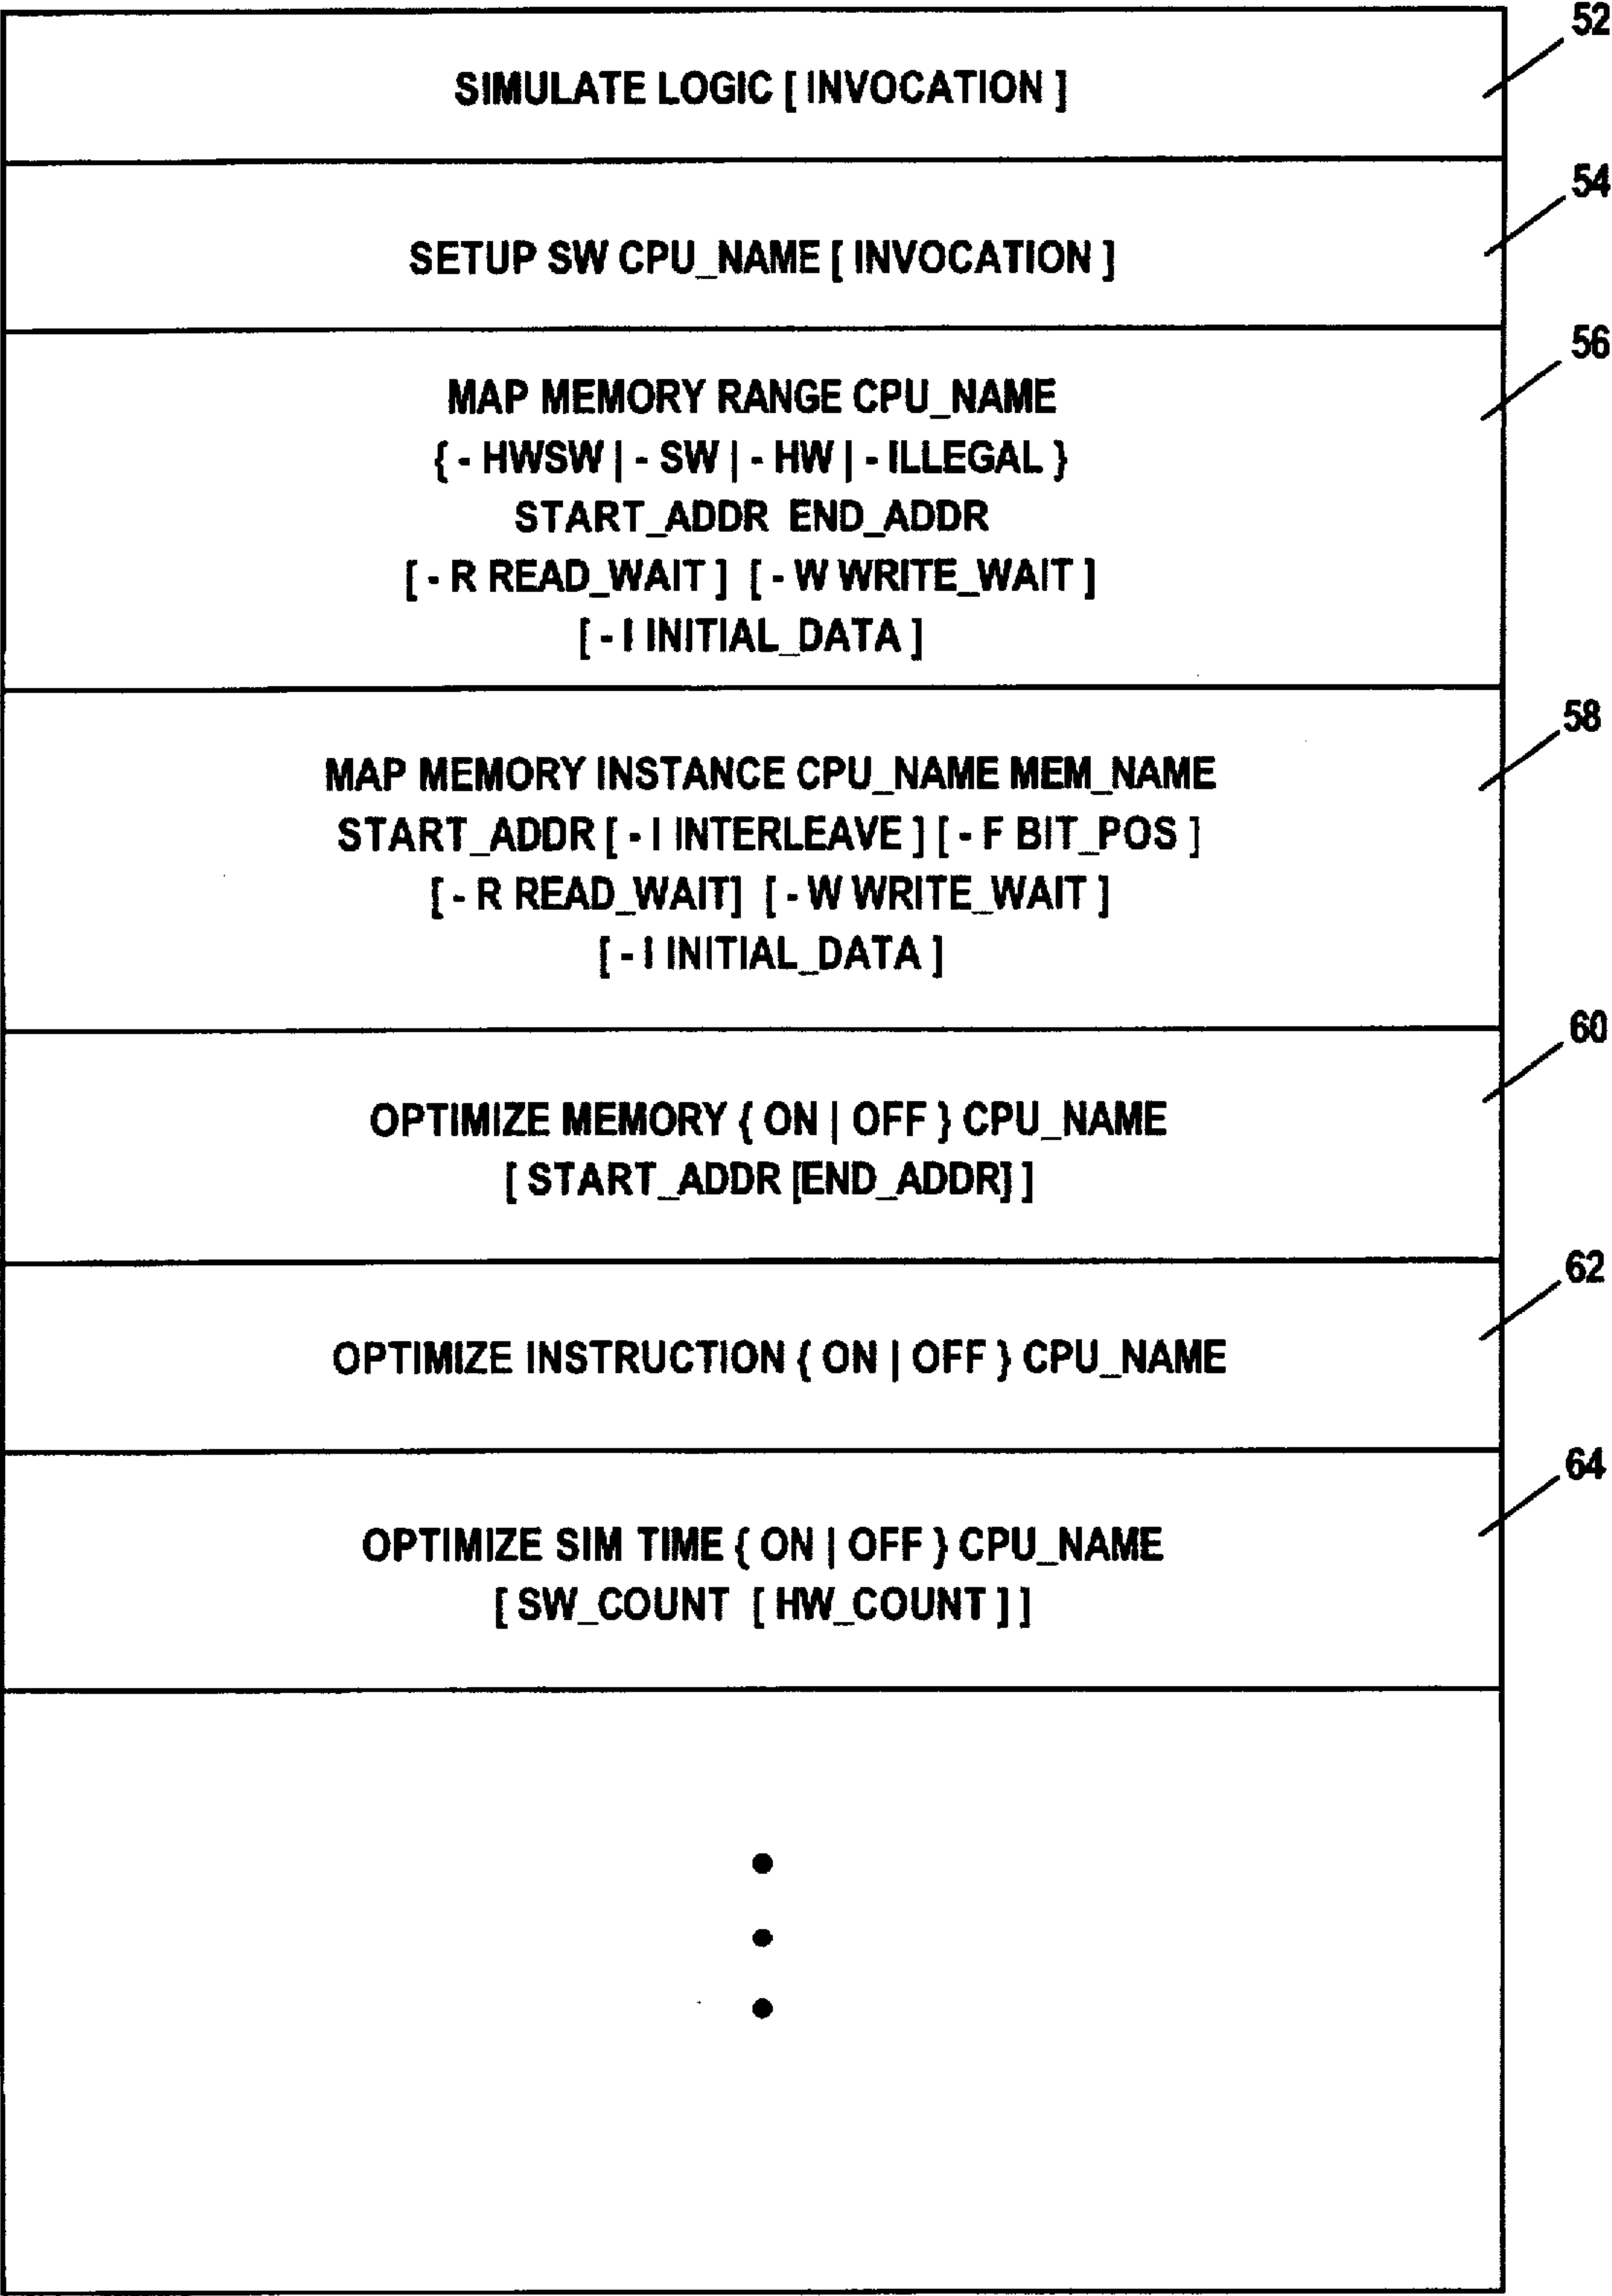 52
SIMULATE LOGIC [ INVOCATION ]
54
SETUP SW CPU_NAME [ INVOCATION ]
56
MAP MEMORY RANGE CPU_NAME
{ - HWSW | - SW | - HW | - ILLEGAL }
START_ADDR END_ADDR
[ - R READ_WAIT ] [ - W WRITE_WAIT ]
[ - I INITIAL_DATA ]
58
MAP MEMORY INSTANCE CPU_NAME MEM_NAME
START_ADDR [ - I INTERLEAVE ] [ - F BIT_POS ]
[ - R READ_WAIT] [ - W WRITE_WAIT ]
[ - I INITIAL_DATA ]
60
OPTIMIZE MEMORY { ON | OFF } CPU_NAME
[ START_ADDR [END_ADDR] ]
62
OPTIMIZE INSTRUCTION { ON | OFF } CPU_NAME
64
OPTIMIZE SIM TIME { ON | OFF } CPU_NAME
[ SW_COUNT [ HW_COUNT ] ]